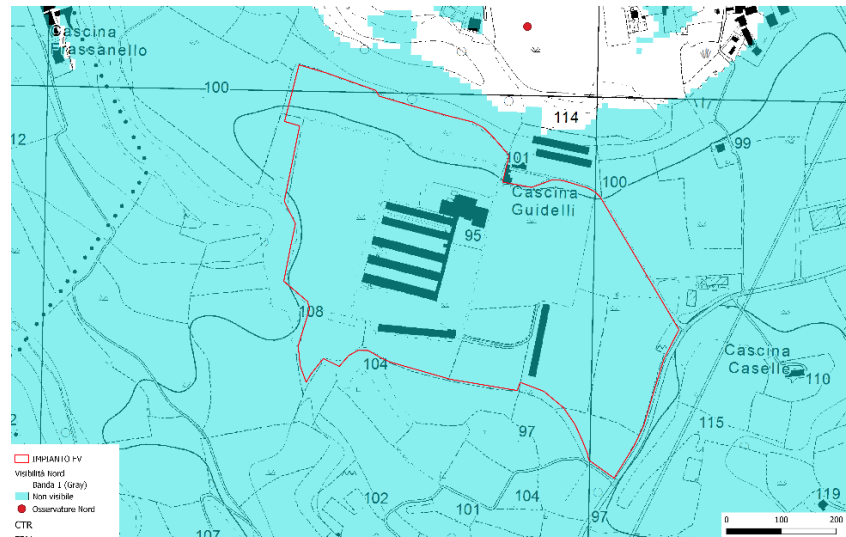 Cascina
Frassanello
100
12
114
101
99
100
Cascina
Guidelli
95
108
104
Cascina
Caselle
110
115
97
102
104
101
97
119
107
IMPIANTO FV
Visibilità Nord
Banda 1 (Gray)
Non visibile
Osservatore Nord
CTR
0 100 200